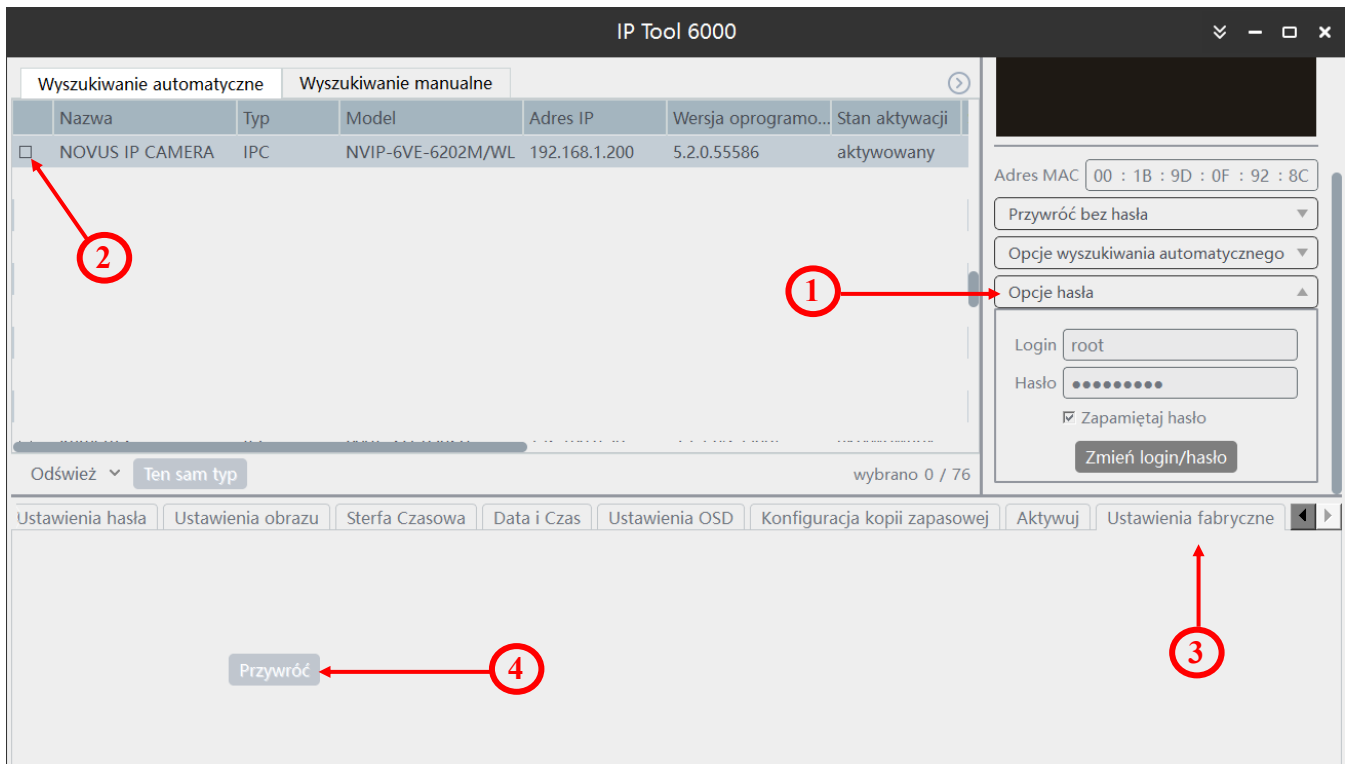 IP Tool 6000
Wyszukiwanie automatyczne Wyszukiwanie manualne
Nazwa Typ Model Adres IP Wersja oprogramo... Stan aktywacji
NOVUS IP CAMERA IPC NVIP-6VE-6202M/WL 192.168.1.200 5.2.0.55586 aktywowany
2
Odśwież Ten sam typ wybrano 0 / 76
Adres MAC 00 : 1B : 9D : 0F : 92 : 8C
Przywróć bez hasła
Opcje wyszukiwania automatycznego
1
Opcje hasła
Login root
Hasło ●●●●●●●●●
Zapamiętaj hasło
Zmień login/hasło
Ustawienia hasła Ustawienia obrazu Sterfa Czasowa Data i Czas Ustawienia OSD Konfiguracja kopii zapasowej Aktywuj Ustawienia fabryczne
3
Przywróć 4